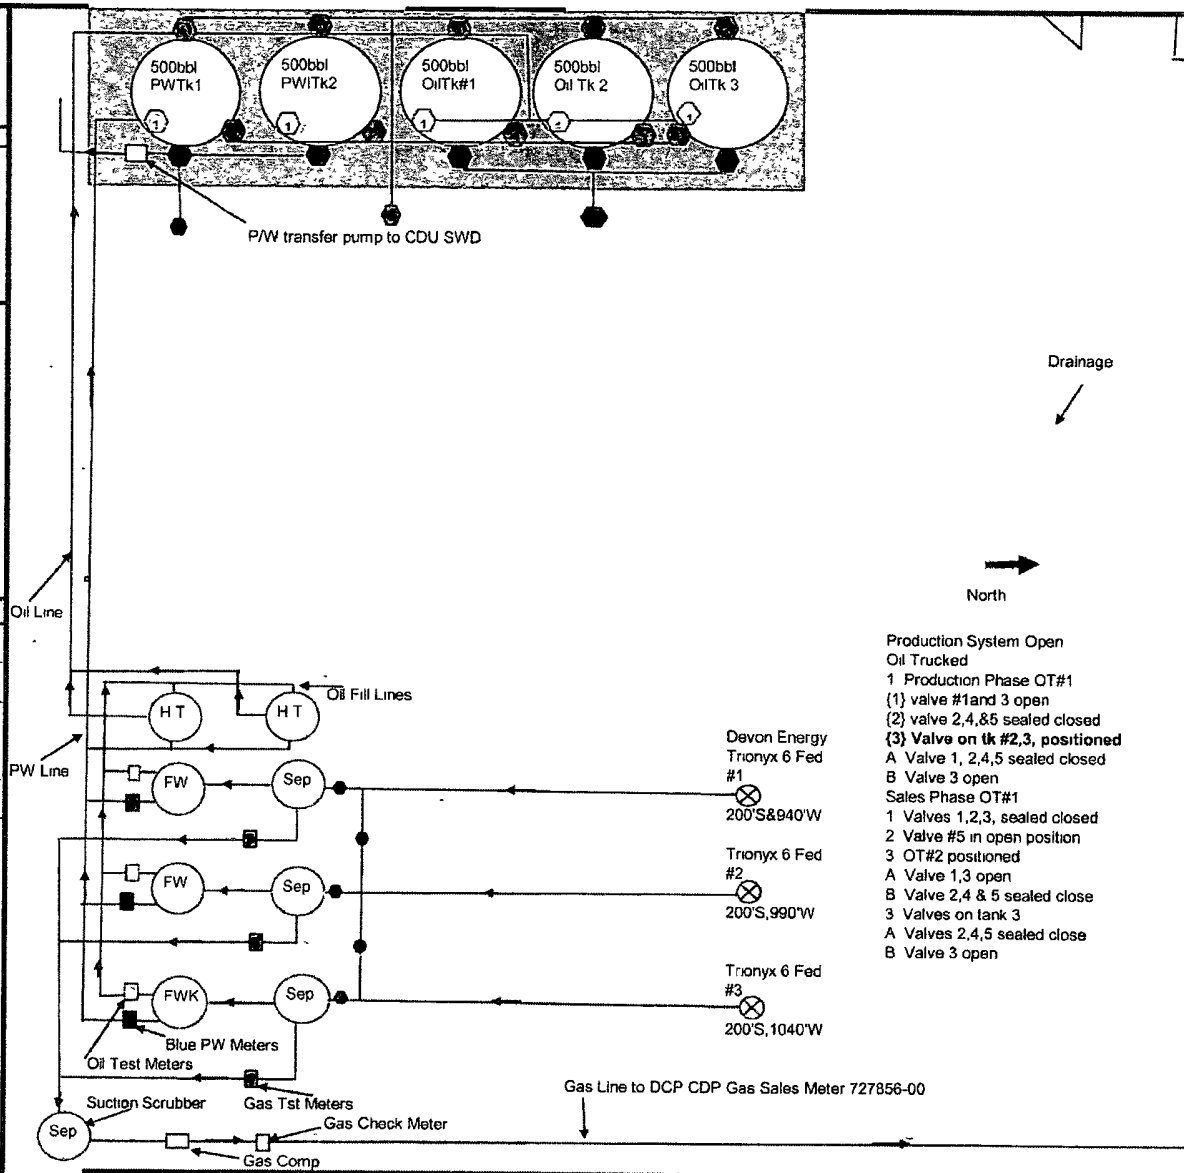 500bbl
PWTk1
500bbl
PWTk2
500bbl
OilTk#1
500bbl
Oil Tk 2
500bbl
OilTk 3
1
1
1
1
P/W transfer pump to CDU SWD
Drainage
North
Oil Line
Oil Fill Lines
H T
H T
PW Line
FW
Sep
FW
Sep
FWK
Sep
Devon Energy
Trionyx 6 Fed
#1
200'S&940'W
Trionyx 6 Fed
#2
200'S,990'W
Trionyx 6 Fed
#3
200'S,1040'W
Production System Open
Oil Trucked
1 Production Phase OT#1
{1} valve #1and 3 open
{2} valve 2,4,&5 sealed closed
{3} Valve on tk #2,3, positioned
A Valve 1, 2,4,5 sealed closed
B Valve 3 open
Sales Phase OT#1
1 Valves 1,2,3, sealed closed
2 Valve #5 in open position
3 OT#2 positioned
A Valve 1,3 open
B Valve 2,4 & 5 sealed close
3 Valves on tank 3
A Valves 2,4,5 sealed close
B Valve 3 open
Blue PW Meters
Oil Test Meters
Suction Scrubber
Gas Tst Meters
Sep
Gas Check Meter
Gas Comp
Gas Line to DCP CDP Gas Sales Meter 727856-00